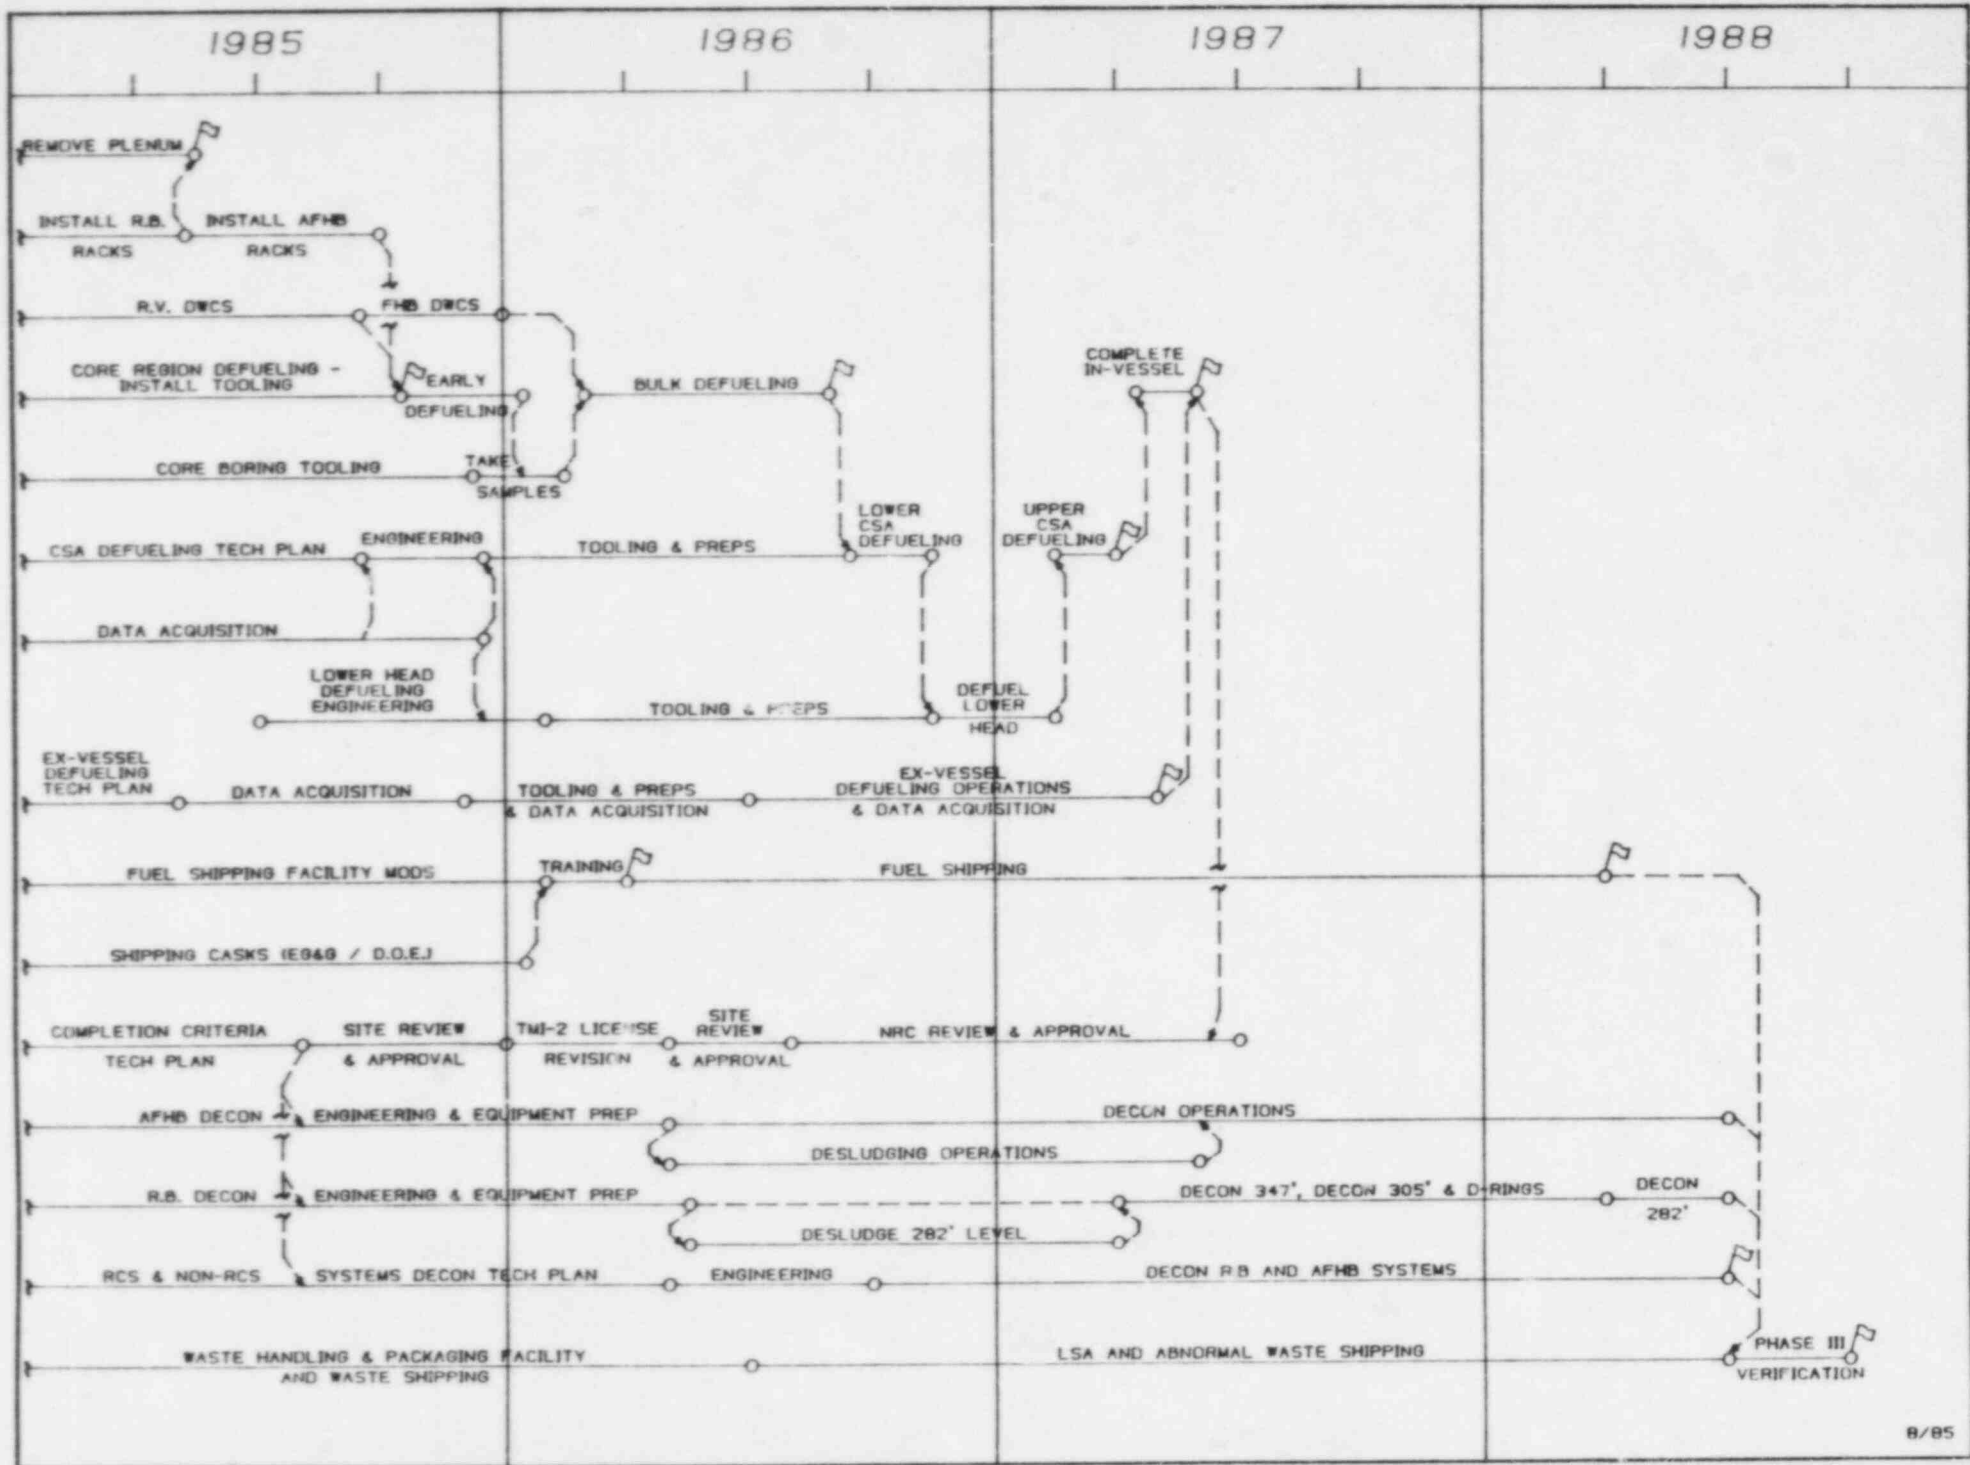 1985 1986 1987 1988
REMOVE PLENUM
INSTALL R.B. INSTALL AFHB
RACKS RACKS
R.V. DWCS FHB DWCS
COMPLETE
IN-VESSEL
CORE REGION DEFUELING -
INSTALL TOOLING
EARLY
DEFUELING
BULK DEFUELING
CORE BORING TOOLING
TAKE
SAMPLES
CSA DEFUELING TECH PLAN
ENGINEERING
TOOLING & PREPS
LOWER
CSA
DEFUELING
UPPER
CSA
DEFUELING
DATA ACQUISITION
LOWER HEAD
DEFUELING
ENGINEERING
TOOLING & PREPS
DEFUEL
LOWER
HEAD
EX-VESSEL
DEFUELING
TECH PLAN
DATA ACQUISITION
TOOLING & PREPS
& DATA ACQUISITION
EX-VESSEL
DEFUELING OPERATIONS
& DATA ACQUISITION
FUEL SHIPPING FACILITY MODS
TRAINING
FUEL SHIPPING
SHIPPING CASKS (EG&G / D.O.E.)
COMPLETION CRITERIA
TECH PLAN
SITE REVIEW
& APPROVAL
TMI-2 LICENSE
REVISION
SITE
REVIEW
& APPROVAL
NRC REVIEW & APPROVAL
AFHB DECON
ENGINEERING & EQUIPMENT PREP
DECON OPERATIONS
DESLUDGING OPERATIONS
R.B. DECON
ENGINEERING & EQUIPMENT PREP
DECON 347', DECON 305' & D-RINGS
DECON
282'
DESLUDGE 282' LEVEL
RCS & NON-RCS
SYSTEMS DECON TECH PLAN
ENGINEERING
DECON R B AND AFHB SYSTEMS
WASTE HANDLING & PACKAGING FACILITY
AND WASTE SHIPPING
LSA AND ABNORMAL WASTE SHIPPING
PHASE III
VERIFICATION
8/85